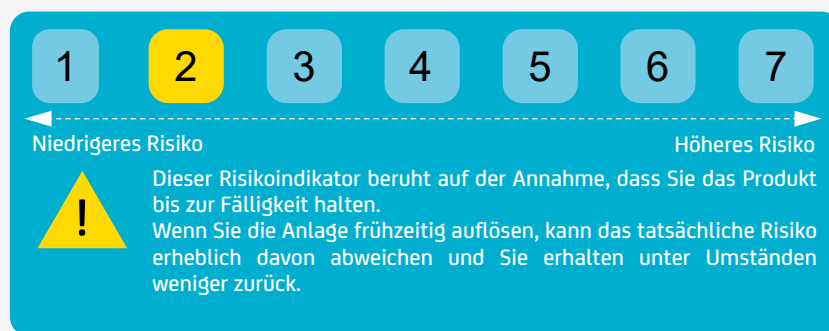 1 2 3 4 5 6 7
Niedrigeres Risiko Höheres Risiko
! Dieser Risikoindikator beruht auf der Annahme, dass Sie das Produkt
bis zur Fälligkeit halten.
Wenn Sie die Anlage frühzeitig auflösen, kann das tatsächliche Risiko
erheblich davon abweichen und Sie erhalten unter Umständen
weniger zurück.